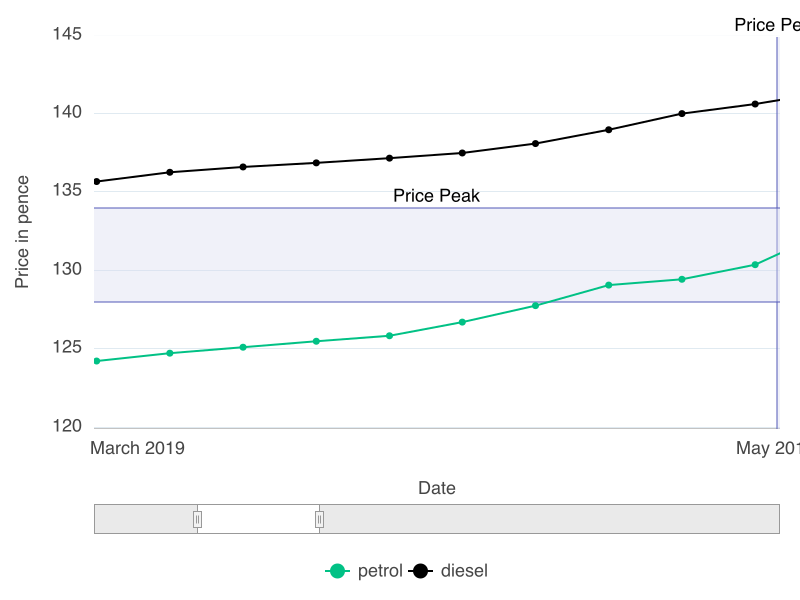 Price Pe
145
140
135
130
125
120
Price in pence
Price Peak
March 2019
May 201
Date
petrol
diesel